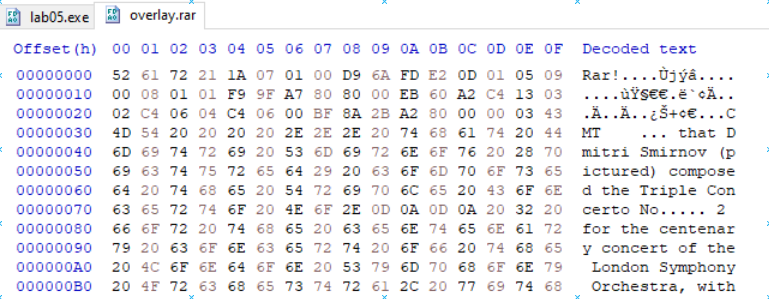 lab05.exe overlay.rar
Offset(h) 00 01 02 03 04 05 06 07 08 09 0A 0B 0C 0D 0E 0F Decoded text
00000000 52 61 72 21 1A 07 01 00 D9 6A FD E2 0D 01 05 09 Rar!....Ùjýâ....
00000010 00 08 01 01 F9 9F A7 80 80 00 EB 60 A2 C4 13 03 ....ùŸ§€€.ë`¢Ä..
00000020 02 C4 06 04 C4 06 00 BF 8A 2B A2 80 00 00 03 43 .Ä..Ä..¿Š+¢€...C
00000030 4D 54 20 20 20 20 2E 2E 2E 20 74 68 61 74 20 44 MT    ... that D
00000040 6D 69 74 72 69 20 53 6D 69 72 6E 6F 76 20 28 70 mitri Smirnov (p
00000050 69 63 74 75 72 65 64 29 20 63 6F 6D 70 6F 73 65 ictured) compose
00000060 64 20 74 68 65 20 54 72 69 70 6C 65 20 43 6F 6E d the Triple Con
00000070 63 65 72 74 6F 20 4E 6F 2E 0D 0A 0D 0A 20 32 20 certo No..... 2
00000080 66 6F 72 20 74 68 65 20 63 65 6E 74 65 6E 61 72 for the centenar
00000090 79 20 63 6F 6E 63 65 72 74 20 6F 66 20 74 68 65 y concert of the
000000A0 20 4C 6F 6E 64 6F 6E 20 53 79 6D 70 68 6F 6E 79 London Symphony
000000B0 20 4F 72 63 68 65 73 74 72 61 2C 20 77 69 74 68 Orchestra, with